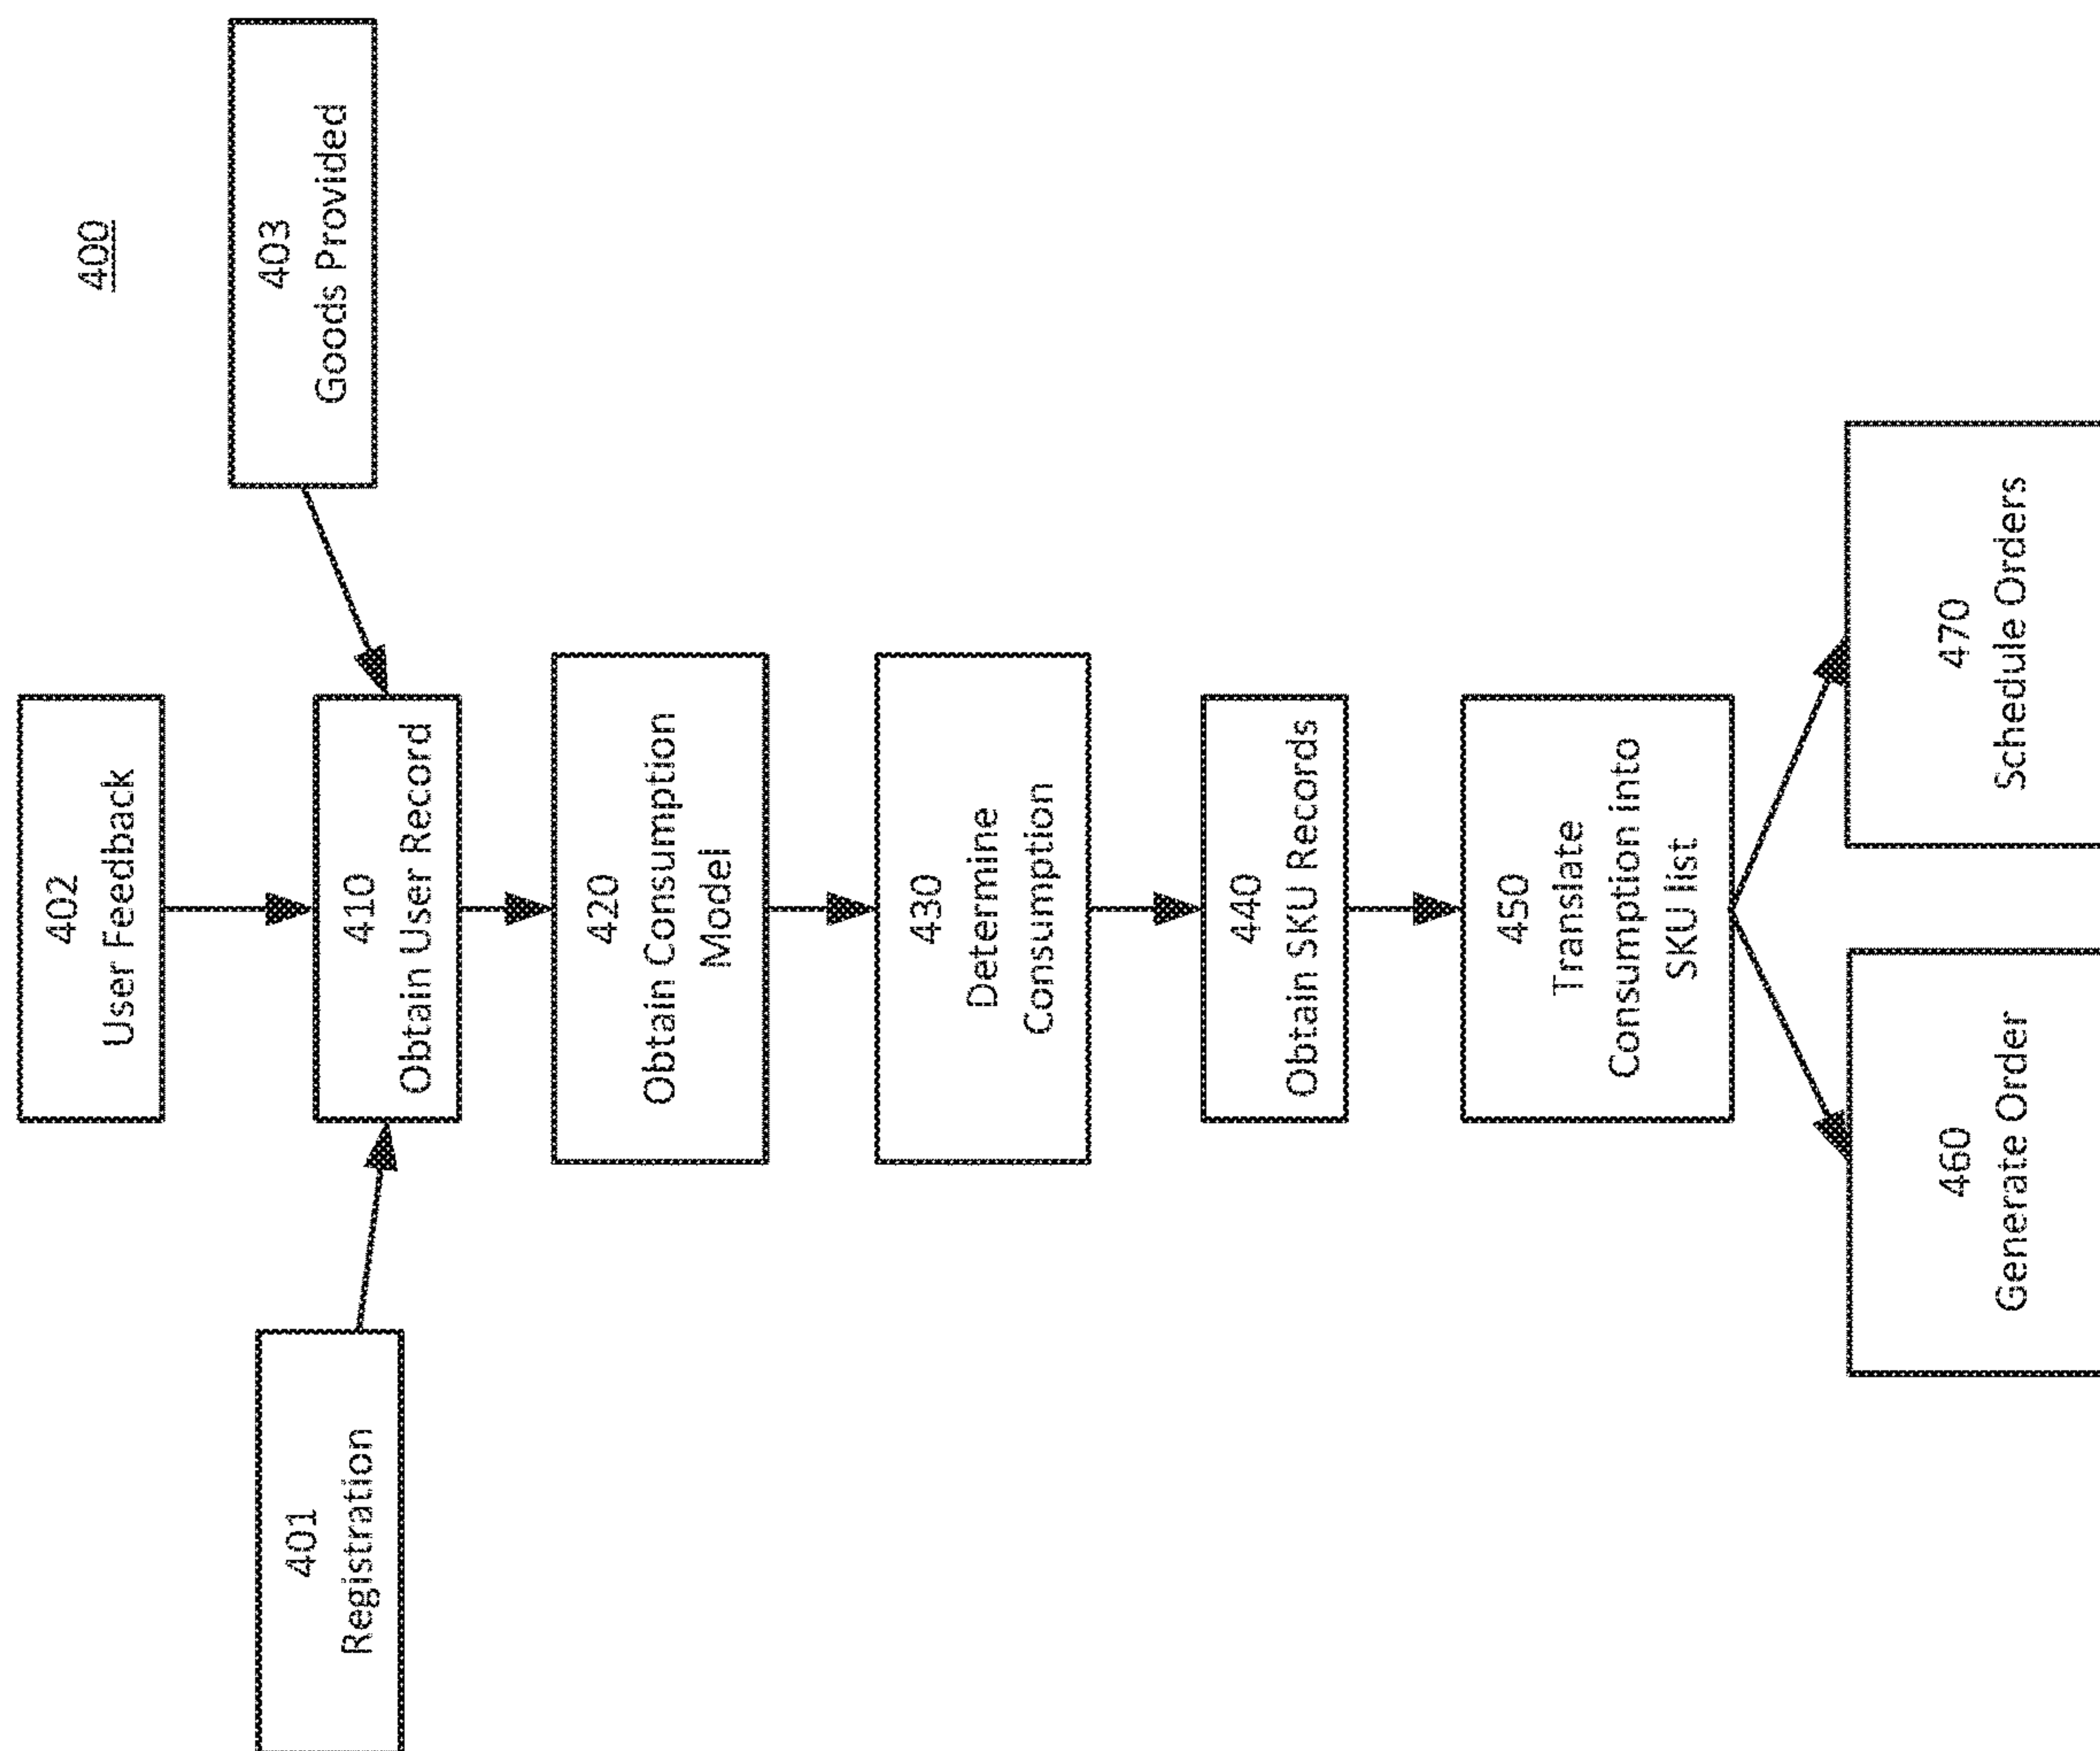 400
402
User Feedback
401
Registration
403
Goods Provided
410
Obtain User Record
420
Obtain Consumption
Model
430
Determine
Consumption
440
Obtain SKU Records
450
Translate
Consumption into
SKU list
460
Generate Order
470
Schedule Orders